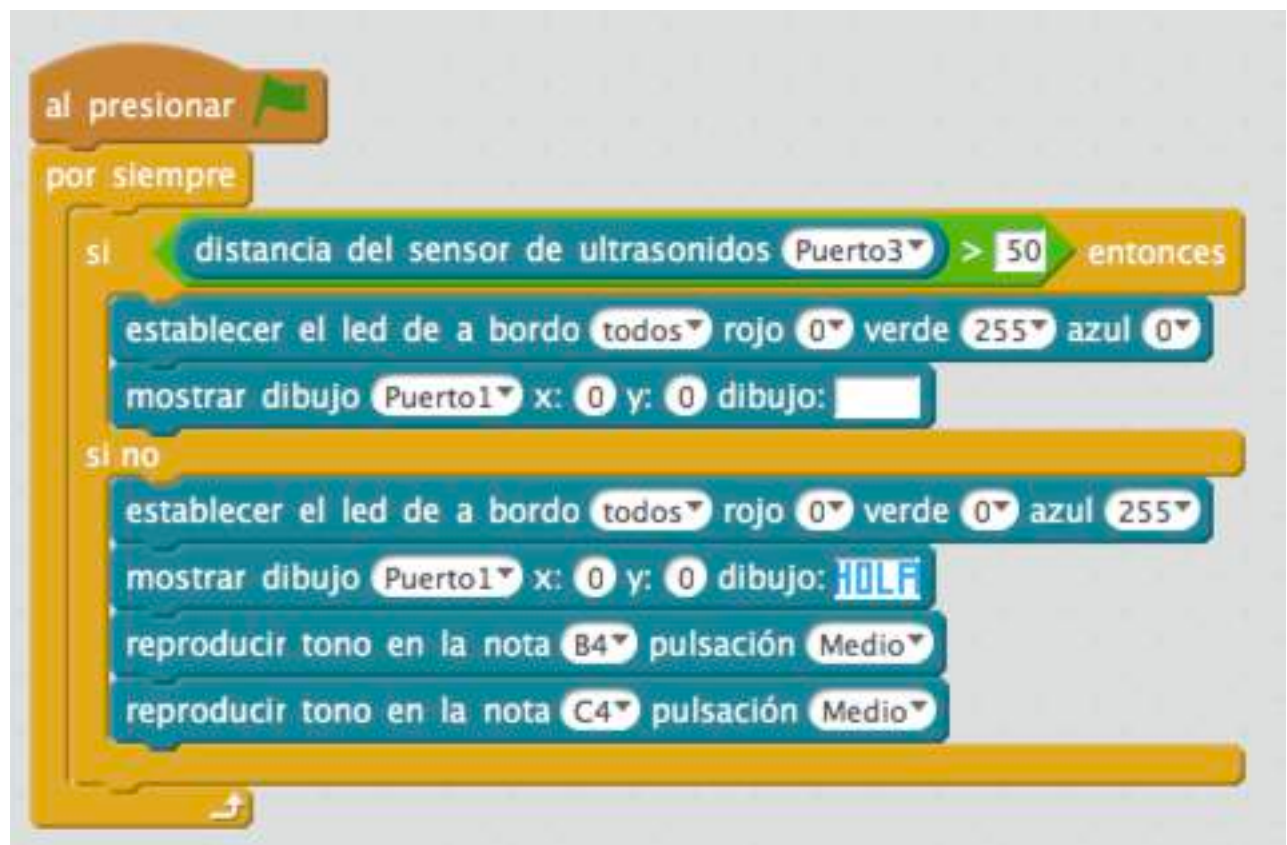 al presionar
por siempre
si distancia del sensor de ultrasonidos Puerto3 > 50 entonces
establecer el led de a bordo todos rojo 0 verde 255 azul 0
mostrar dibujo Puerto1 x: 0 y: 0 dibujo:
si no
establecer el led de a bordo todos rojo 0 verde 0 azul 255
mostrar dibujo Puerto1 x: 0 y: 0 dibujo: HOLA
reproducir tono en la nota B4 pulsación Medio
reproducir tono en la nota C4 pulsación Medio